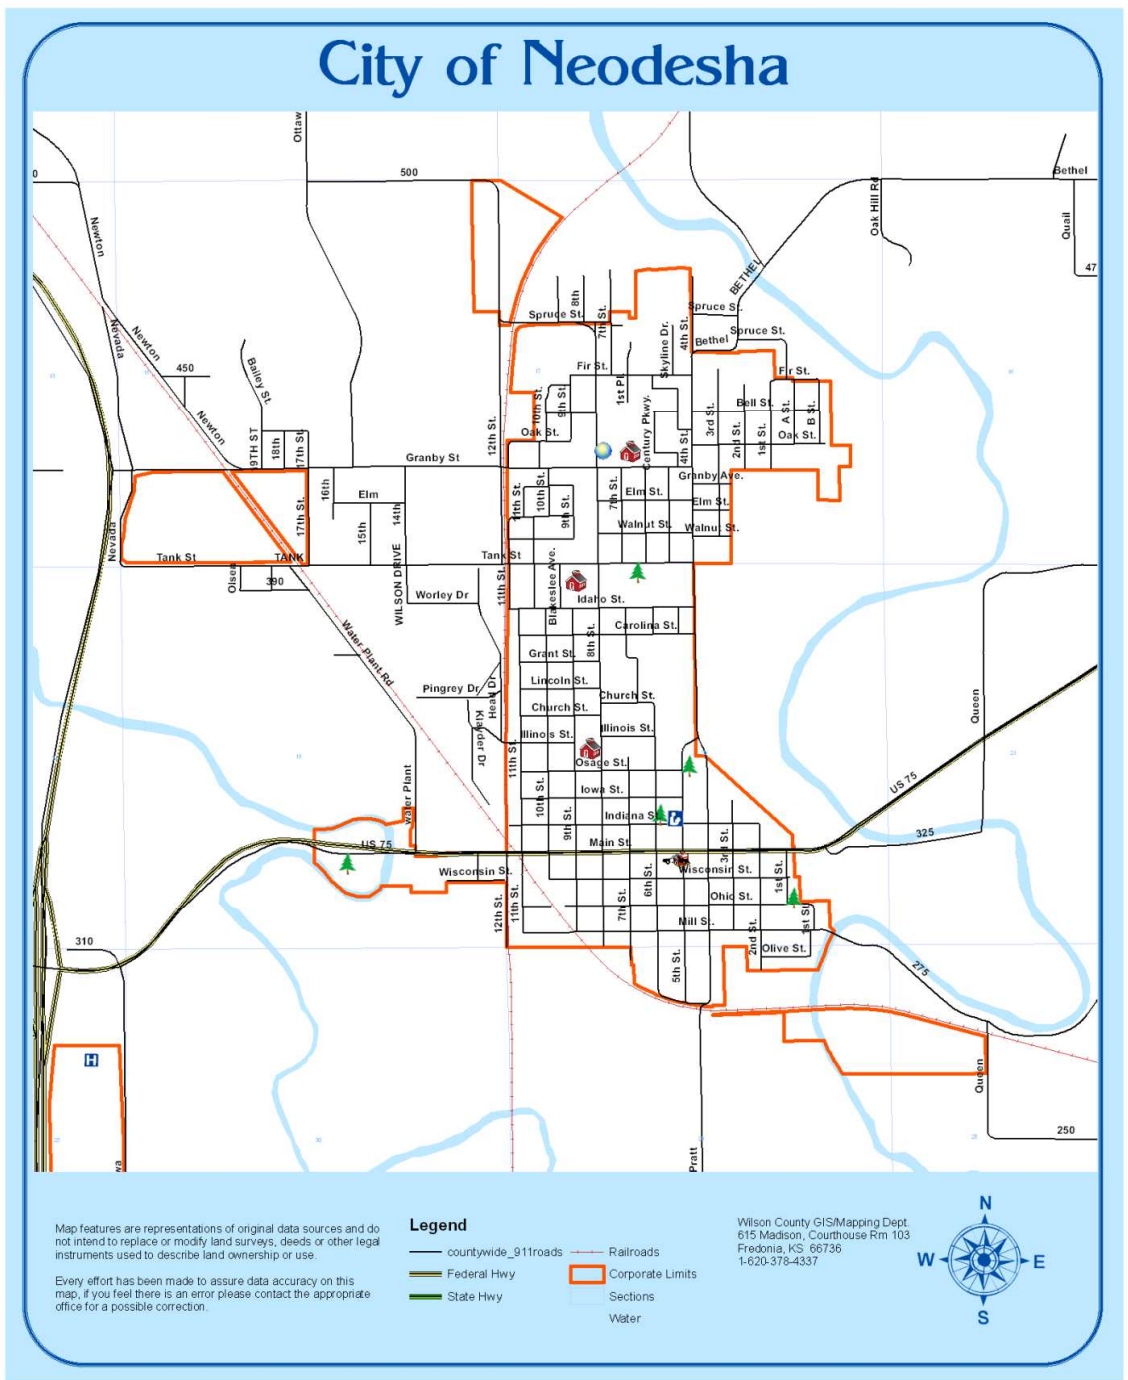 City of Neodesha
Ottaw
500
Bethel
0
Oak Hill Rd
Quail
Newton
47
BETHEL
8th
Spruce St.
Spruce St.
7th St.
Nevada
Newton
Skyline Dr.
4th St.
Spruce St.
Bethel
450
Bailey St.
Fir St.
Fir St.
1st Pl.
10th St.
9th St.
Century Pkwy.
3rd St.
Bell St.
A St.
B St.
Newton
12th St.
Oak St.
4th St.
2nd St.
1st St.
Oak St.
19TH ST
18th
17th St.
Granby St
Granby Ave.
16th
Elm
11th St.
10th St.
9th St.
7th St.
Elm St.
Elm St.
17th St.
15th
14th
Walnut St.
Walnut St.
Nevada
Tank St
TANK
Tank St
Olsen
390
WILSON DRIVE
Worley Dr
11th St.
Blakeslee Ave.
Idaho St.
Carolina St.
Water Plant Rd
Grant St.
8th St.
Lincoln St.
Pingrey Dr
Head Dr
Church St.
Church St.
Queen
Klayder Dr
Illinois St.
Illinois St.
11th St.
Osage St.
US 75
water Plant
10th St.
Iowa St.
9th St.
Indiana S
325
US 75
Main St.
3rd St.
Wisconsin St.
6th St.
Wisconsin St.
1st St.
12th St.
11th St.
7th St.
Ohio St.
Mill St.
1st St.
310
5th St.
2nd St.
Olive St.
275
H
Queen
250
wa
Pratt
Map features are representations of original data sources and do
not intend to replace or modify land surveys, deeds or other legal
instruments used to describe land ownership or use.
Every effort has been made to assure data accuracy on this
map, if you feel there is an error please contact the appropriate
office for a possible correction.
Legend
countywide_911roads
Federal Hwy
State Hwy
Railroads
Corporate Limits
Sections
Water
Wilson County GIS/Mapping Dept.
615 Madison, Courthouse Rm 103
Fredonia, KS 66736
1-620-378-4337
N
W
E
S